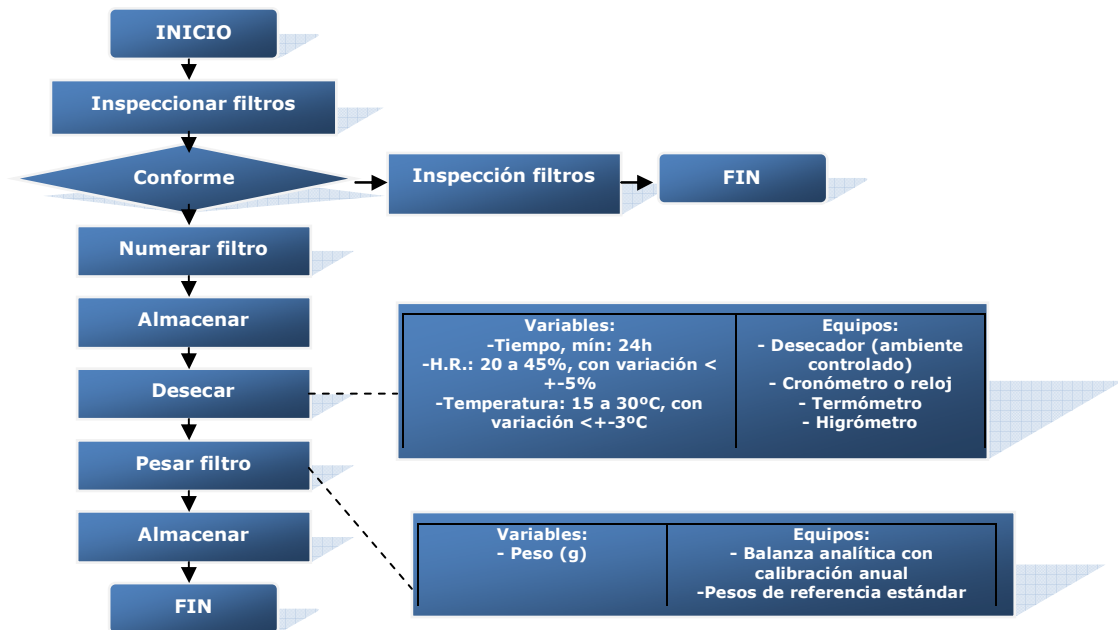 INICIO
Inspeccionar filtros
Conforme
Inspección filtros
FIN
Numerar filtro
Almacenar
Desecar
Variables:
-Tiempo, mín: 24h
-H.R.: 20 a 45%, con variación <
+-5%
-Temperatura: 15 a 30ºC, con
variación <+-3ºC
Equipos:
- Desecador (ambiente
controlado)
- Cronómetro o reloj
- Termómetro
- Higrómetro
Pesar filtro
Almacenar
Variables:
- Peso (g)
Equipos:
- Balanza analítica con
calibración anual
-Pesos de referencia estándar
FIN